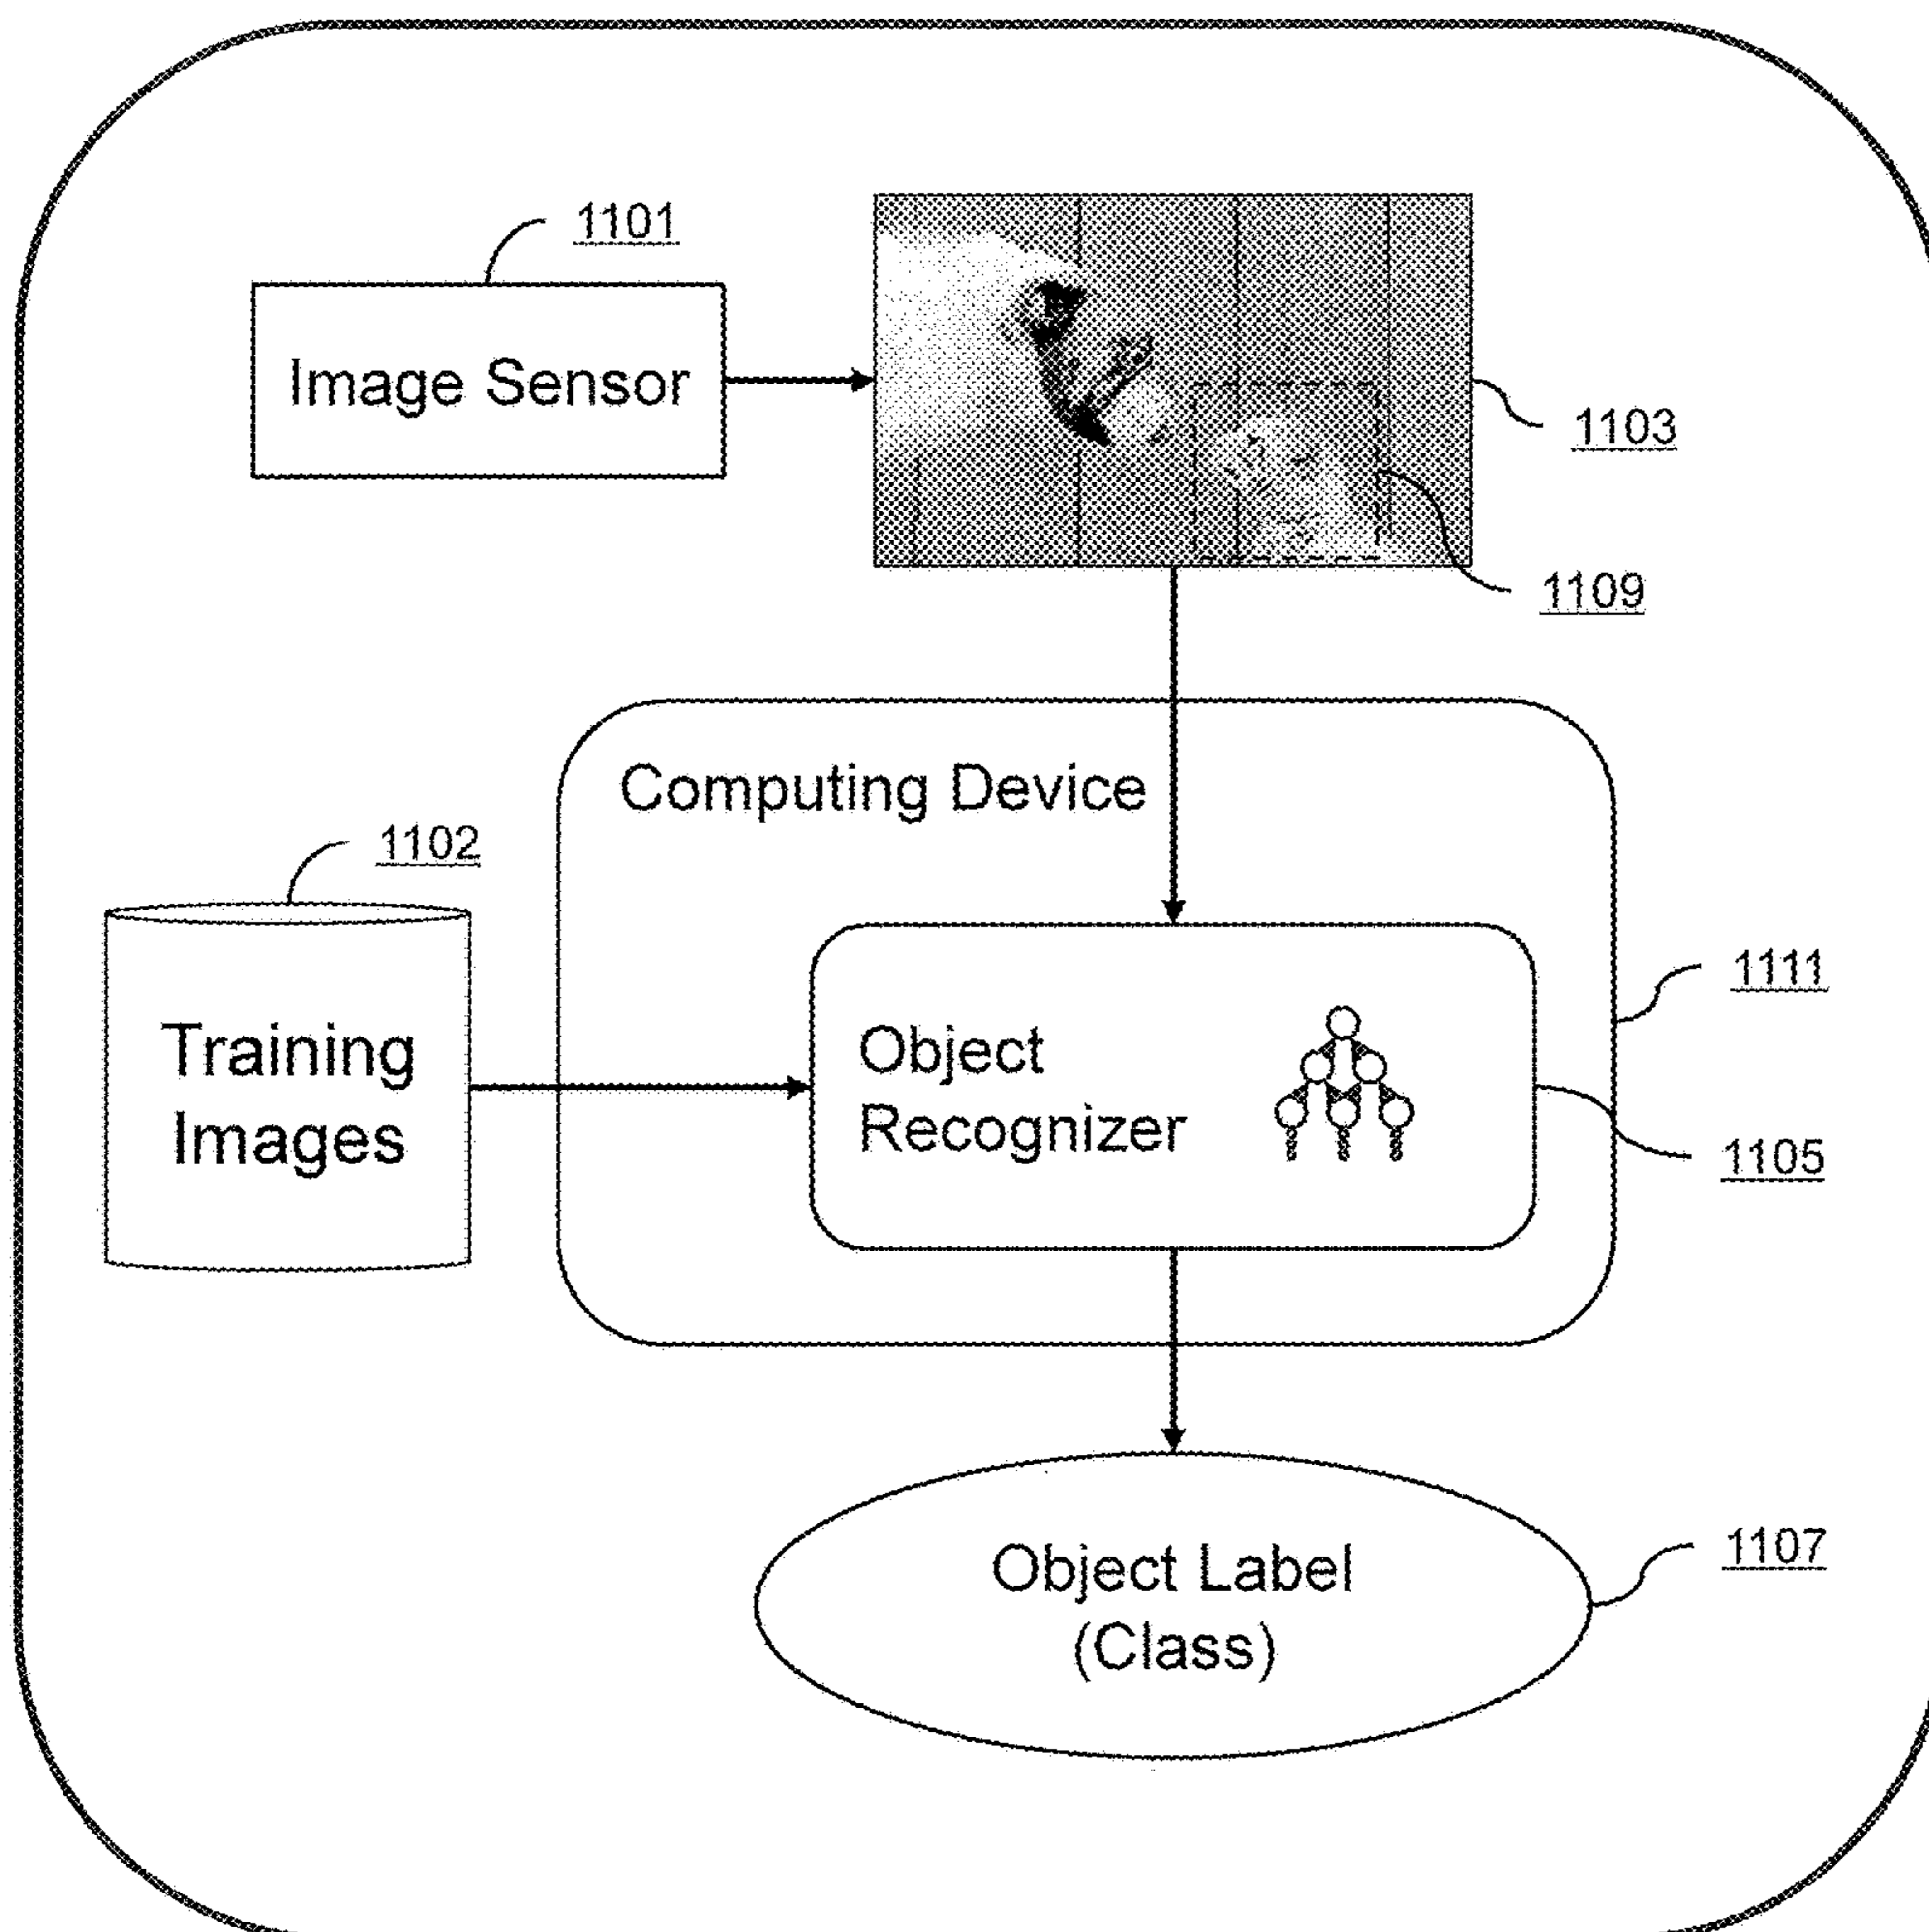 1101
Image Sensor
1103
1109
Computing Device
1102
1111
Training
Images
Object
Recognizer
1105
Object Label
(Class)
1107